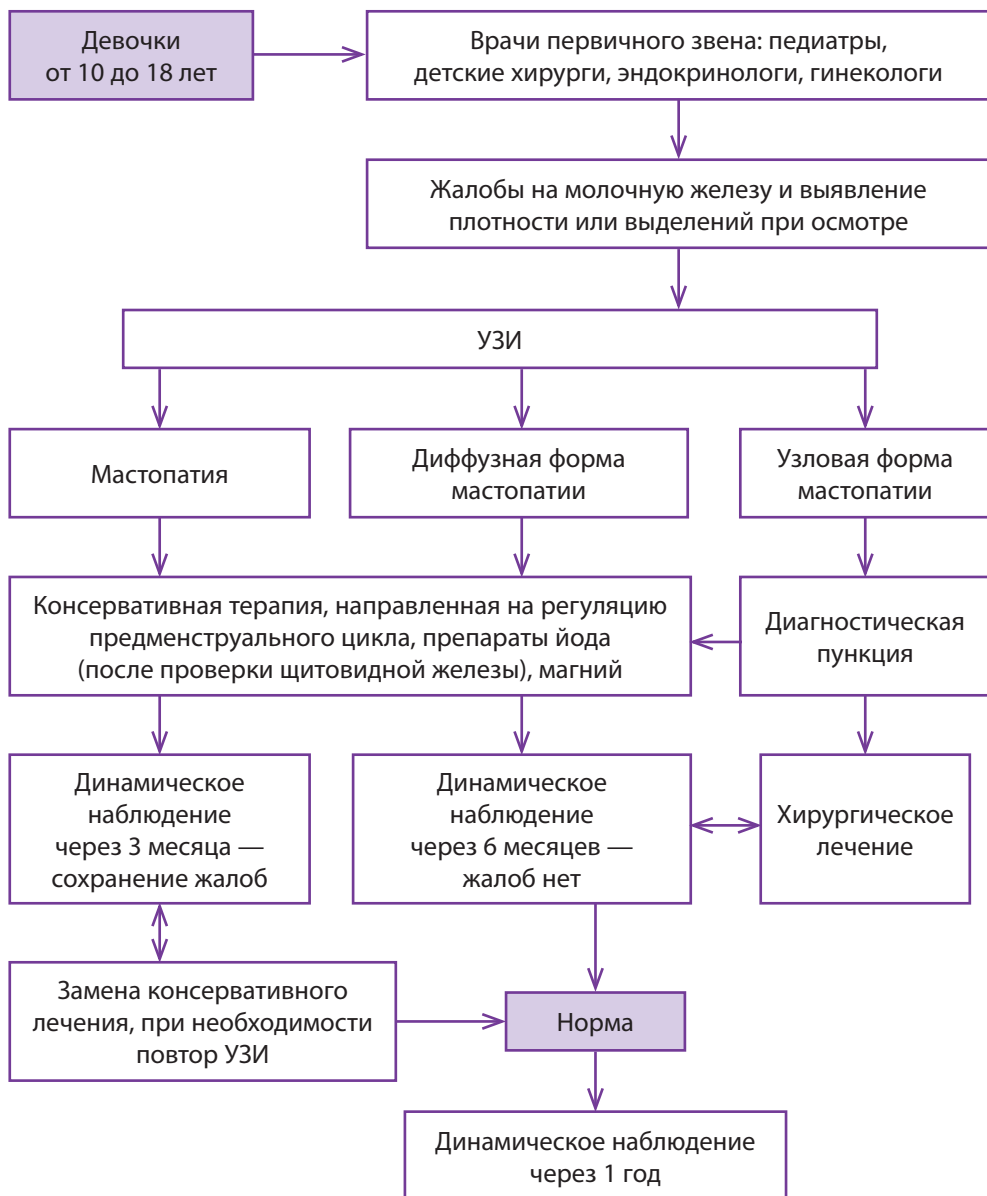 Девочки
от 10 до 18 лет
Врачи первичного звена: педиатры,
детские хирурги, эндокринологи, гинекологи
Жалобы на молочную железу и выявление
плотности или выделений при осмотре
УЗИ
Мастопатия
Диффузная форма
мастопатии
Узловая форма
мастопатии
Консервативная терапия, направленная на регуляцию
предменструального цикла, препараты йода
(после проверки щитовидной железы), магний
Диагностическая
пункция
Динамическое
наблюдение
через 3 месяца —
сохранение жалоб
Динамическое
наблюдение
через 6 месяцев —
жалоб нет
Хирургическое
лечение
Замена консервативного
лечения, при необходимости
повтор УЗИ
Норма
Динамическое наблюдение
через 1 год